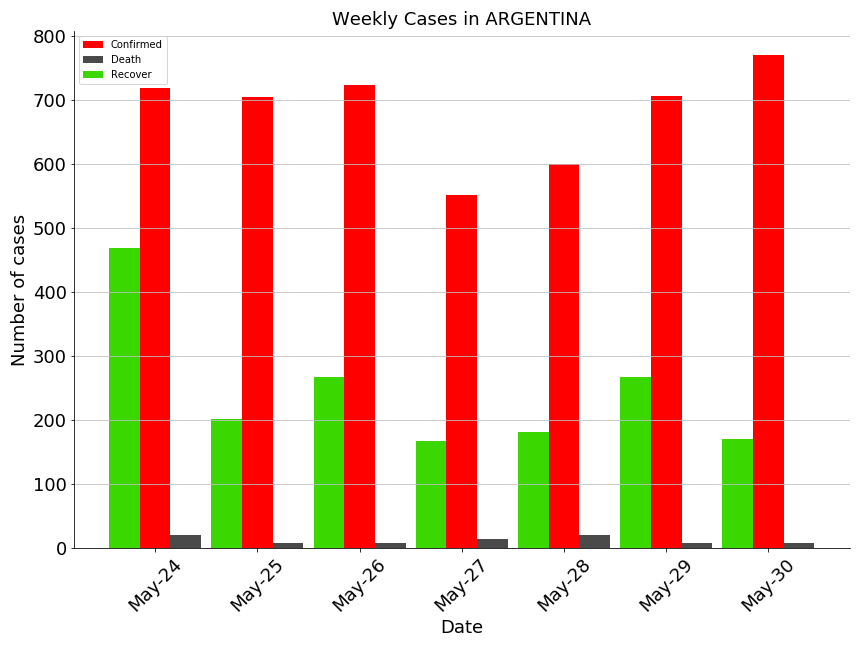 Weekly Cases in ARGENTINA
Confirmed
Death
Recover
800
700
600
500
400
300
200
100
0
Number of cases
May-24
May-25
May-26
May-27
May-28
May-29
May-30
Date